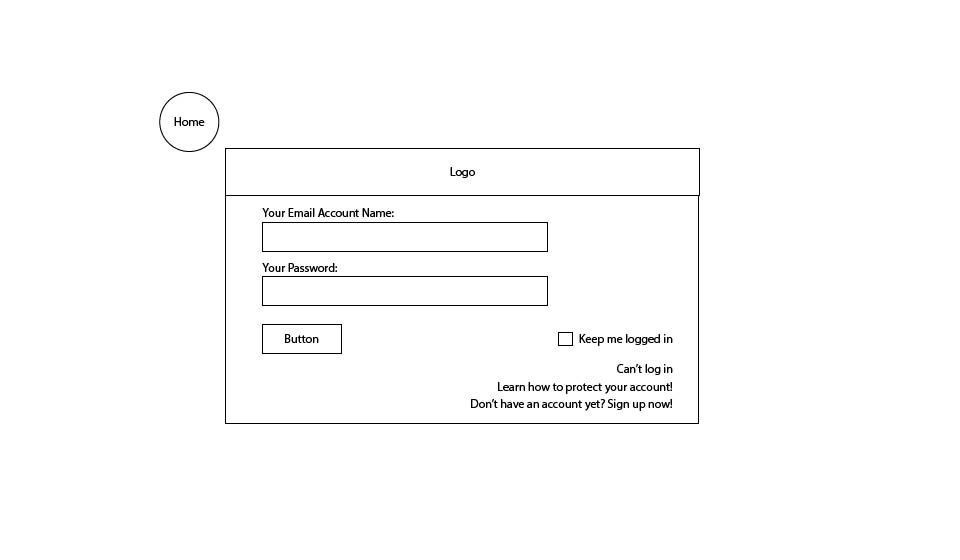 Home
Logo
Your Email Account Name:
Your Password:
Button
Keep me logged in
Can't log in
Learn how to protect your account!
Don't have an account yet? Sign up now!